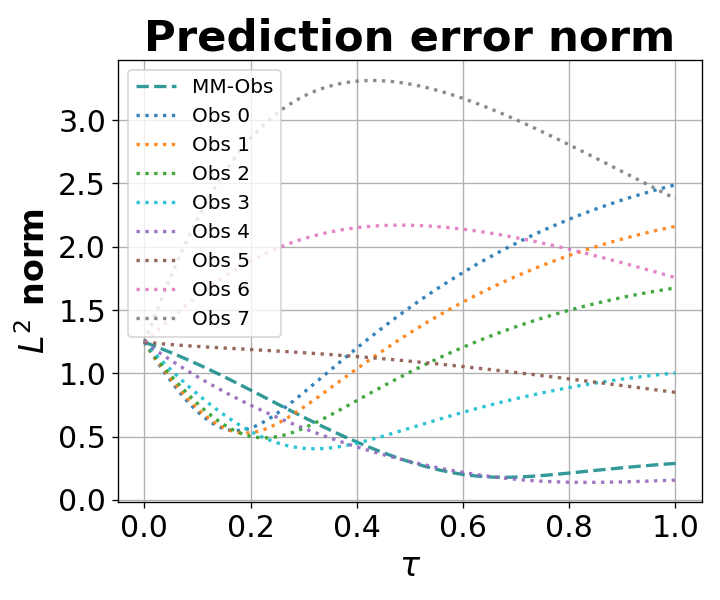 Prediction error norm
L² norm
3.0
2.5
2.0
1.5
1.0
0.5
0.0
MM-Obs
Obs 0
Obs 1
Obs 2
Obs 3
Obs 4
Obs 5
Obs 6
Obs 7
0.0 0.2 0.4 0.6 0.8 1.0
τ